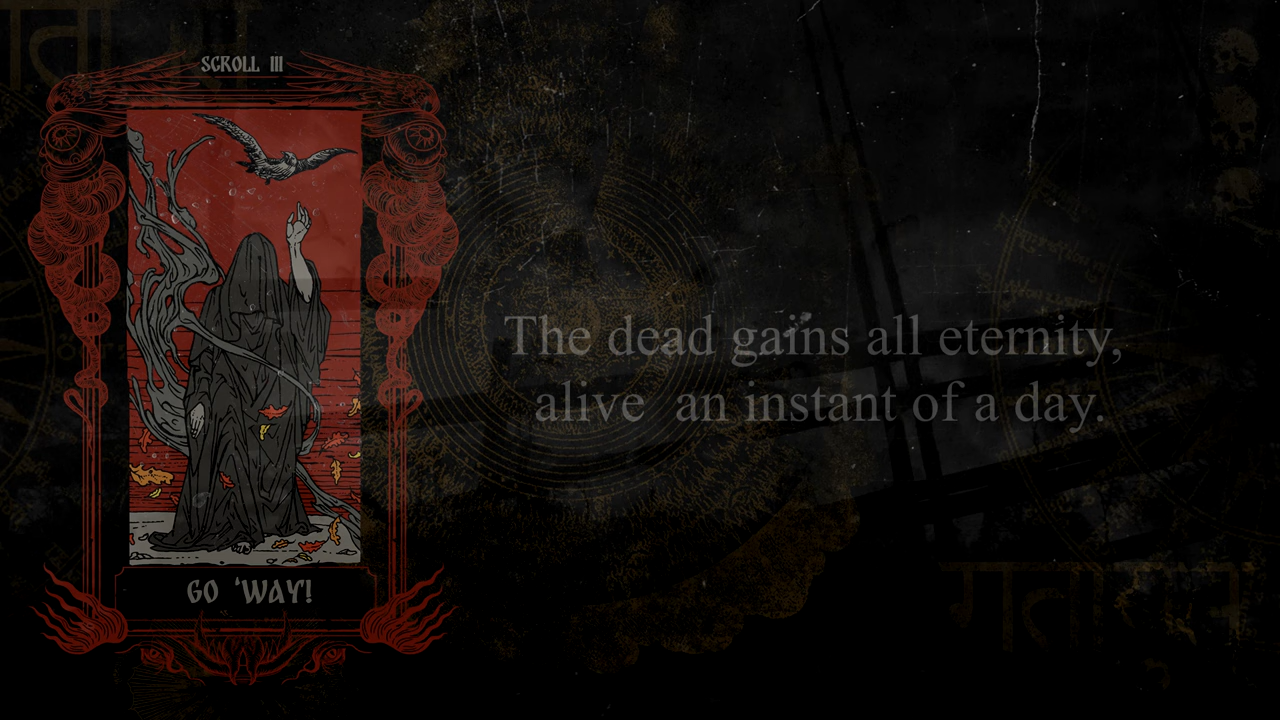 SCROLL III
The dead gains all eternity,
alive  an instant of a day.
GO 'WAY!